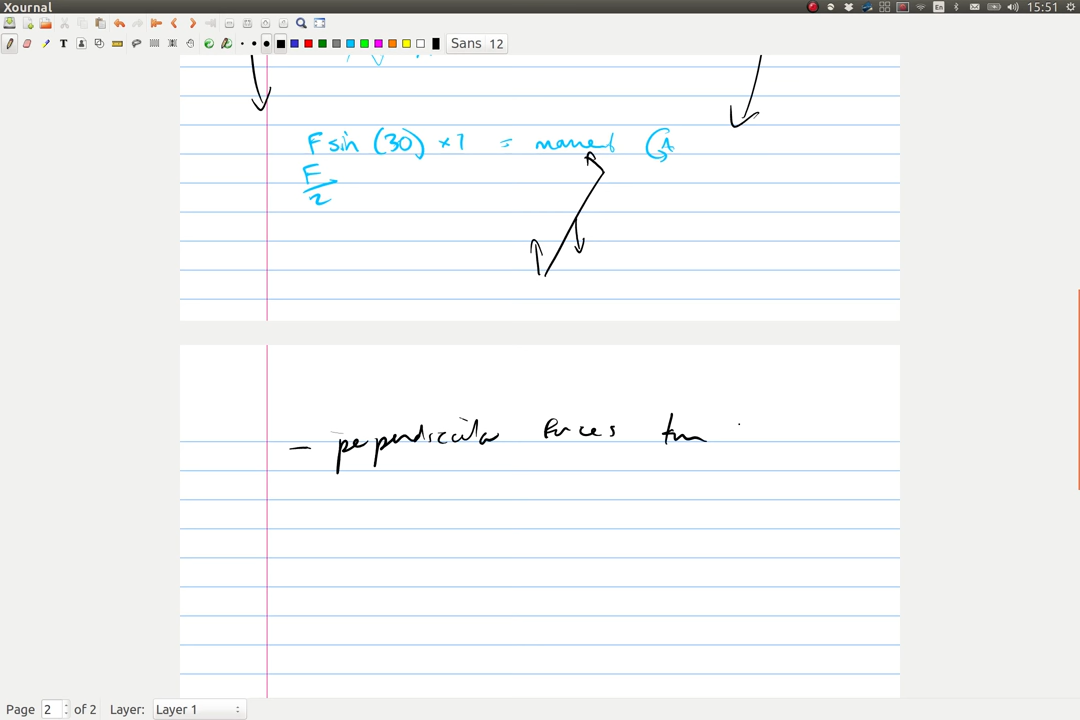 Xournal
En
15:51
Sans 12
F sin (30) × 1 = moment
F
2
- perpendicular forces
Page 2 of 2 Layer: Layer 1